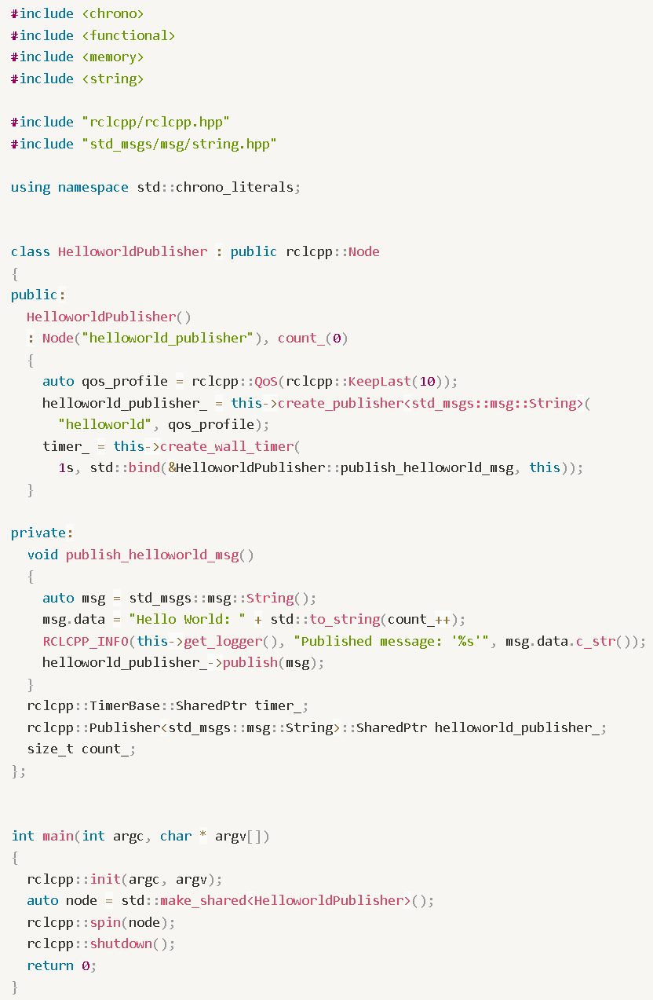 #include <chrono>
#include <functional>
#include <memory>
#include <string>

#include "rclcpp/rclcpp.hpp"
#include "std_msgs/msg/string.hpp"

using namespace std::chrono_literals;


class HelloworldPublisher : public rclcpp::Node
{
public:
  HelloworldPublisher()
  : Node("helloworld_publisher"), count_(0)
  {
    auto qos_profile = rclcpp::QoS(rclcpp::KeepLast(10));
    helloworld_publisher_ = this->create_publisher<std_msgs::msg::String>(
      "helloworld", qos_profile);
    timer_ = this->create_wall_timer(
      1s, std::bind(&HelloworldPublisher::publish_helloworld_msg, this));
  }

private:
  void publish_helloworld_msg()
  {
    auto msg = std_msgs::msg::String();
    msg.data = "Hello World: " + std::to_string(count_++);
    RCLCPP_INFO(this->get_logger(), "Published message: '%s'", msg.data.c_str());
    helloworld_publisher_->publish(msg);
  }
  rclcpp::TimerBase::SharedPtr timer_;
  rclcpp::Publisher<std_msgs::msg::String>::SharedPtr helloworld_publisher_;
  size_t count_;
};


int main(int argc, char * argv[])
{
  rclcpp::init(argc, argv);
  auto node = std::make_shared<HelloworldPublisher>();
  rclcpp::spin(node);
  rclcpp::shutdown();
  return 0;
}